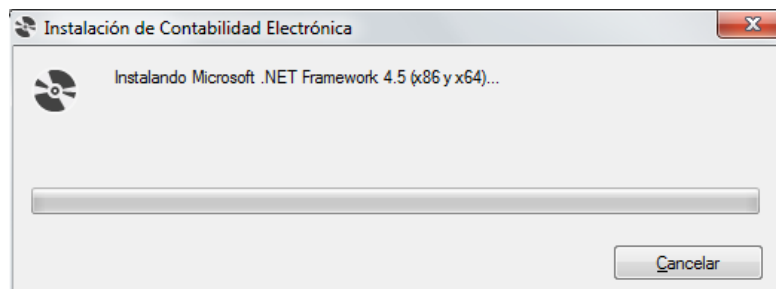 Instalación de Contabilidad Electrónica
Instalando Microsoft .NET Framework 4.5 (x86 y x64)...
Cancelar